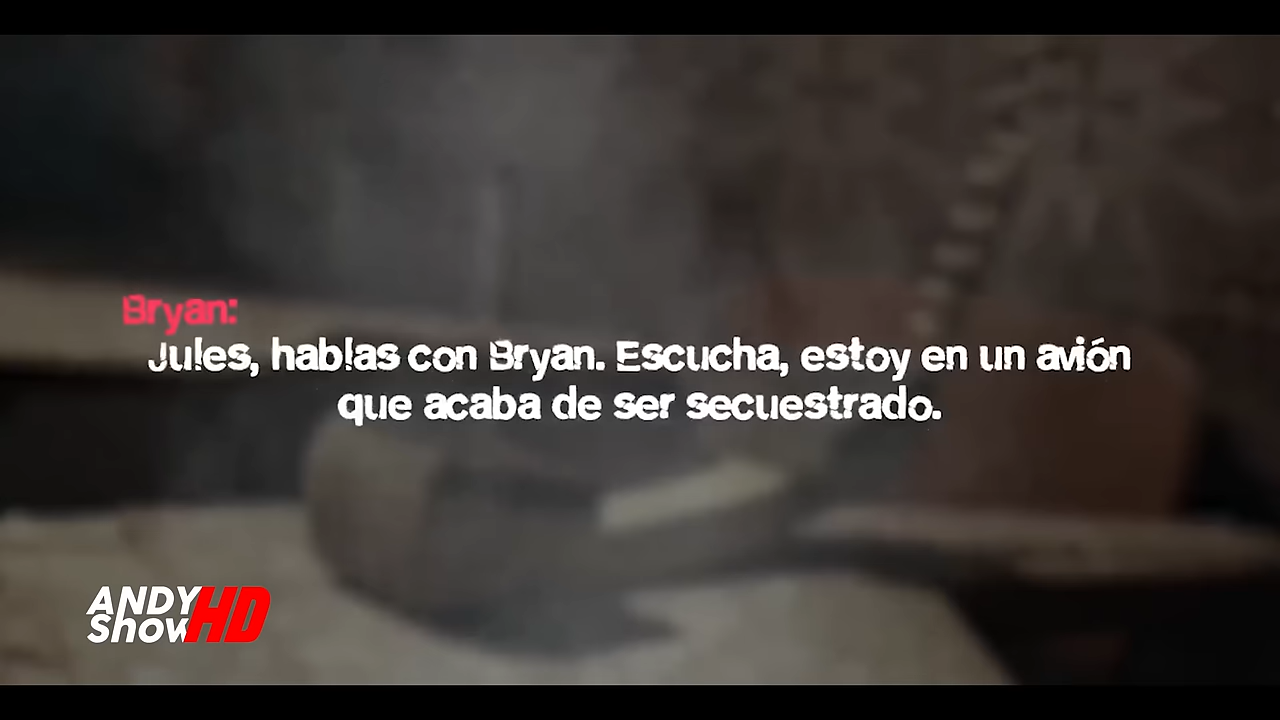 Bryan:
Jules, hablas con Bryan. Escucha, estoy en un avión
que acaba de ser secuestrado.
ANDY
Show HD